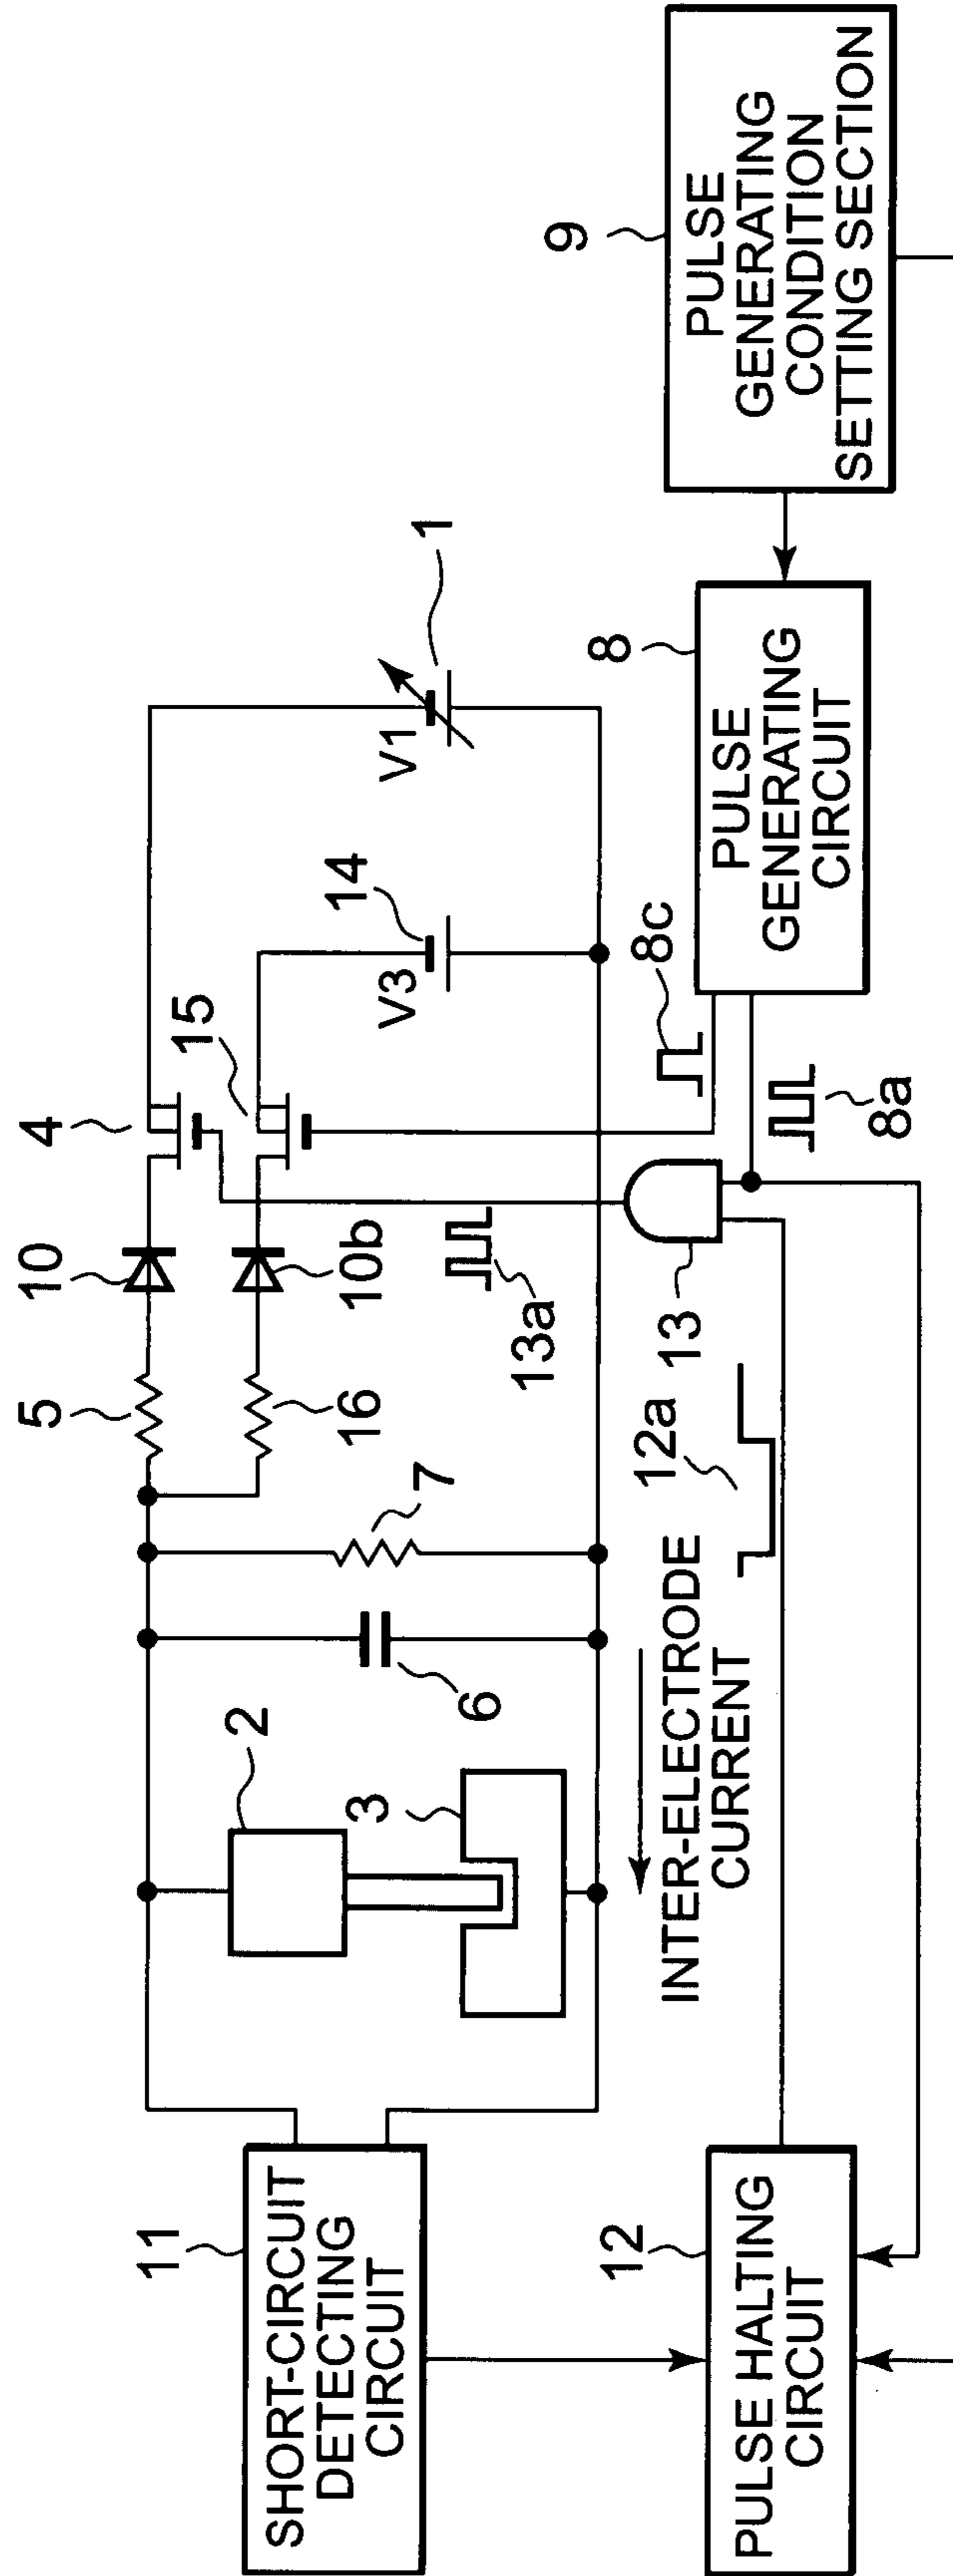 4
10
5
15
10b
16
V1
1
V3
14
7
6
2
3
11
SHORT-CIRCUIT
DETECTING
CIRCUIT
13a
13
12a
INTER-ELECTRODE
CURRENT
12
PULSE HALTING
CIRCUIT
8c
8a
8
PULSE
GENERATING
CIRCUIT
9
PULSE
GENERATING
CONDITION
SETTING SECTION